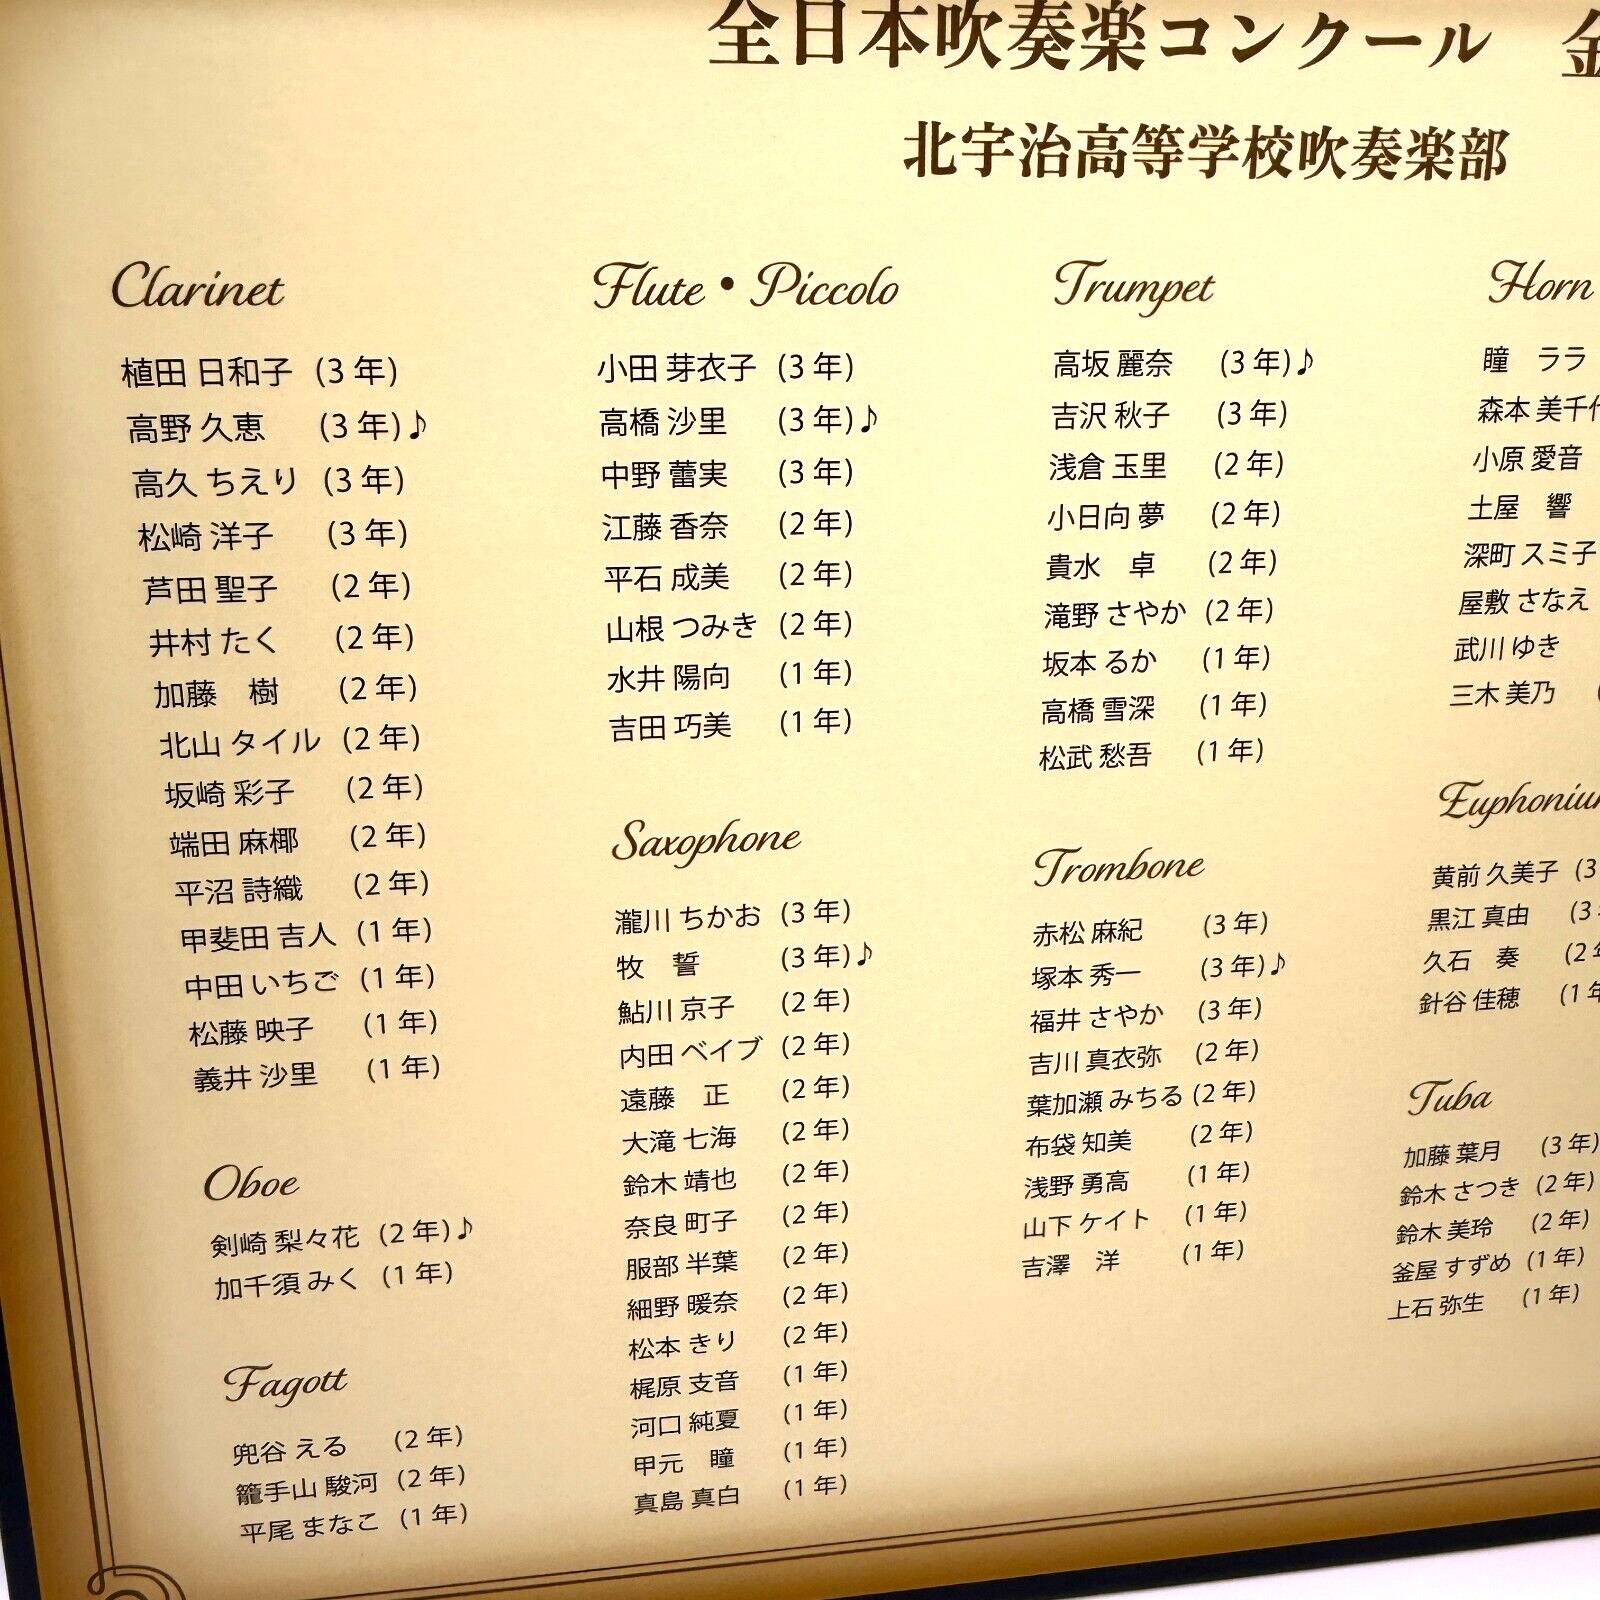 全日本吹奏楽コンクール 金
北宇治高等学校吹奏楽部
Clarinet
植田 日和子 (3 年)
高野 久恵 (3 年)♪
高久 ちえり (3 年)
松崎 洋子 (3 年)
芦田 聖子 (2 年)
井村 たく (2 年)
加藤 樹 (2 年)
北山 タイル (2 年)
坂崎 彩子 (2 年)
端田 麻椰 (2 年)
平沼 詩織 (2 年)
甲斐田 吉人 (1 年)
中田 いちご (1 年)
松藤 映子 (1 年)
義井 沙里 (1 年)
Oboe
剣崎 梨々花 (2 年)♪
加千須 みく (1 年)
Fagott
兜谷 える (2 年)
籠手山 駿河 (2 年)
平尾 まなこ (1 年)
Flute・Piccolo
小田 芽衣子 (3 年)
高橋 沙里 (3 年)♪
中野 蕾実 (3 年)
江藤 香奈 (2 年)
平石 成美 (2 年)
山根 つみき (2 年)
水井 陽向 (1 年)
吉田 巧美 (1 年)
Saxophone
瀧川 ちかお (3 年)
牧 誓 (3 年)♪
鮎川 京子 (2 年)
内田 ベイブ (2 年)
遠藤 正 (2 年)
大滝 七海 (2 年)
鈴木 靖也 (2 年)
奈良 町子 (2 年)
服部 半葉 (2 年)
細野 暖奈 (2 年)
松本 きり (2 年)
梶原 支音 (1 年)
河口 純夏 (1 年)
甲元 瞳 (1 年)
真島 真白 (1 年)
Trumpet
高坂 麗奈 (3 年)♪
吉沢 秋子 (3 年)
浅倉 玉里 (2 年)
小日向 夢 (2 年)
貴水 卓 (2 年)
滝野 さやか (2 年)
坂本 るか (1 年)
高橋 雪深 (1 年)
松武 愁吾 (1 年)
Trombone
赤松 麻紀 (3 年)
塚本 秀一 (3 年)♪
福井 さやか (3 年)
吉川 真衣弥 (2 年)
葉加瀬 みちる (2 年)
布袋 知美 (2 年)
浅野 勇高 (1 年)
山下 ケイト (1 年)
吉澤 洋 (1 年)
Horn
瞳 ララ
森本 美千代
小原 愛音
土屋 響
深町 スミ子
屋敷 さなえ
武川 ゆき
三木 美乃 (
Euphonium
黄前 久美子 (3
黒江 真由 (3
久石 奏 (2 年
針谷 佳穂 (1 年
Tuba
加藤 葉月 (3 年)
鈴木 さつき (2 年)
鈴木 美玲 (2 年)
釜屋 すずめ (1 年)
上石 弥生 (1 年)